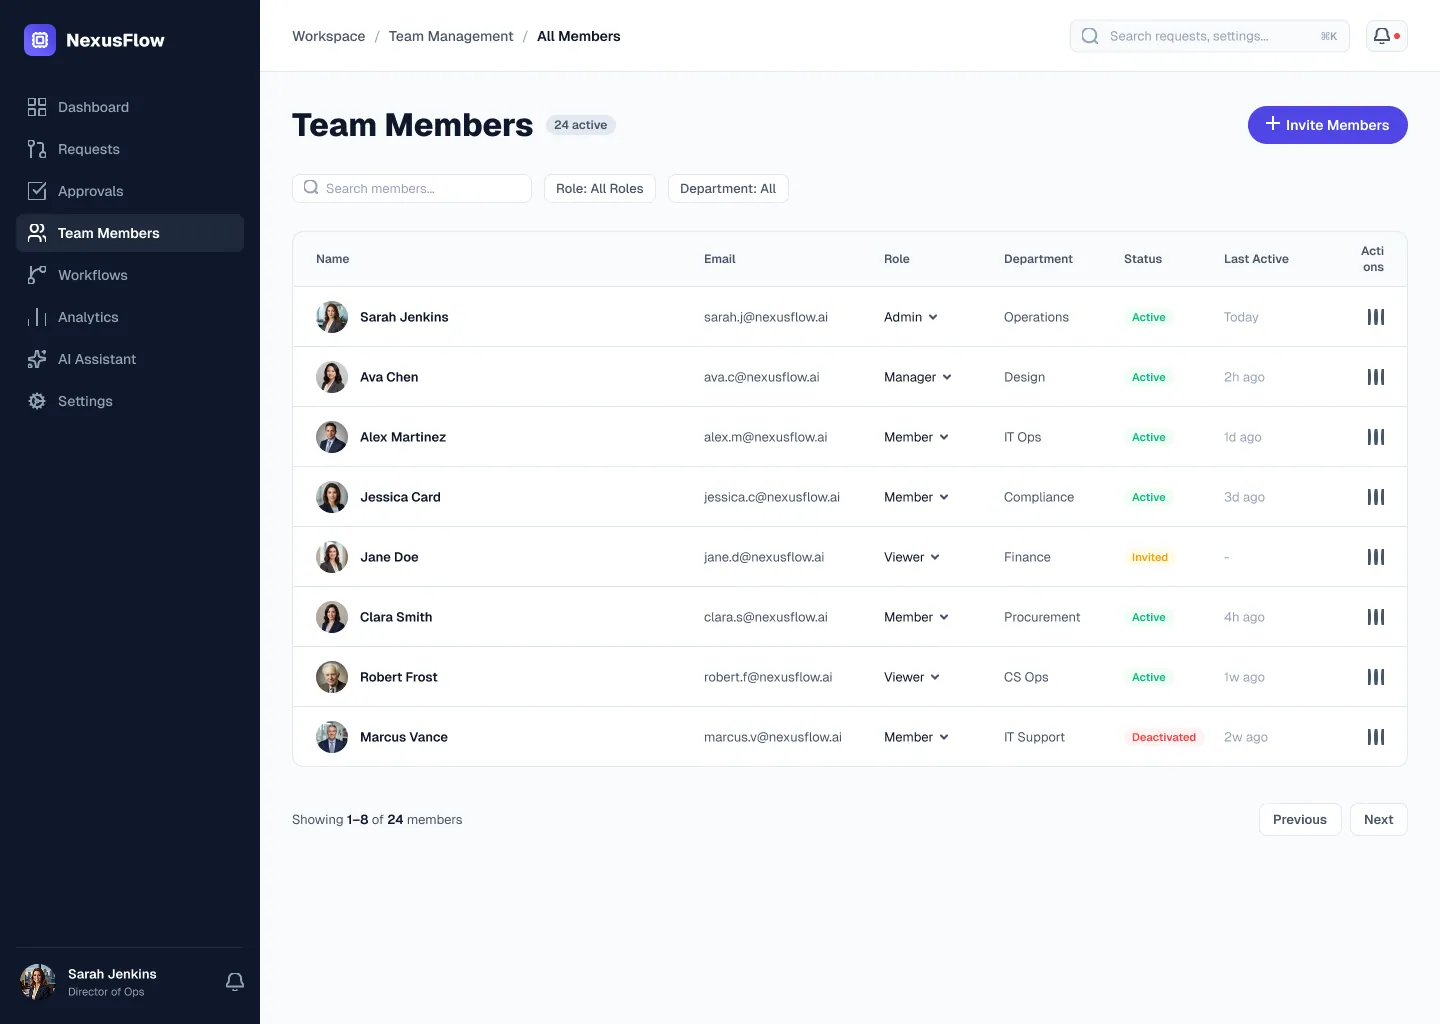 NexusFlow
Dashboard
Requests
Approvals
Team Members
Workflows
Analytics
AI Assistant
Settings
Sarah Jenkins
Director of Ops
Workspace / Team Management / All Members
Search requests, settings... ⌘K
Team Members 24 active
+ Invite Members
Search members... Role: All Roles Department: All
Name Email Role Department Status Last Active Acti
ons
Sarah Jenkins sarah.j@nexusflow.ai Admin Operations Active Today
Ava Chen ava.c@nexusflow.ai Manager Design Active 2h ago
Alex Martinez alex.m@nexusflow.ai Member IT Ops Active 1d ago
Jessica Card jessica.c@nexusflow.ai Member Compliance Active 3d ago
Jane Doe jane.d@nexusflow.ai Viewer Finance Invited -
Clara Smith clara.s@nexusflow.ai Member Procurement Active 4h ago
Robert Frost robert.f@nexusflow.ai Viewer CS Ops Active 1w ago
Marcus Vance marcus.v@nexusflow.ai Member IT Support Deactivated 2w ago
Showing 1–8 of 24 members
Previous Next